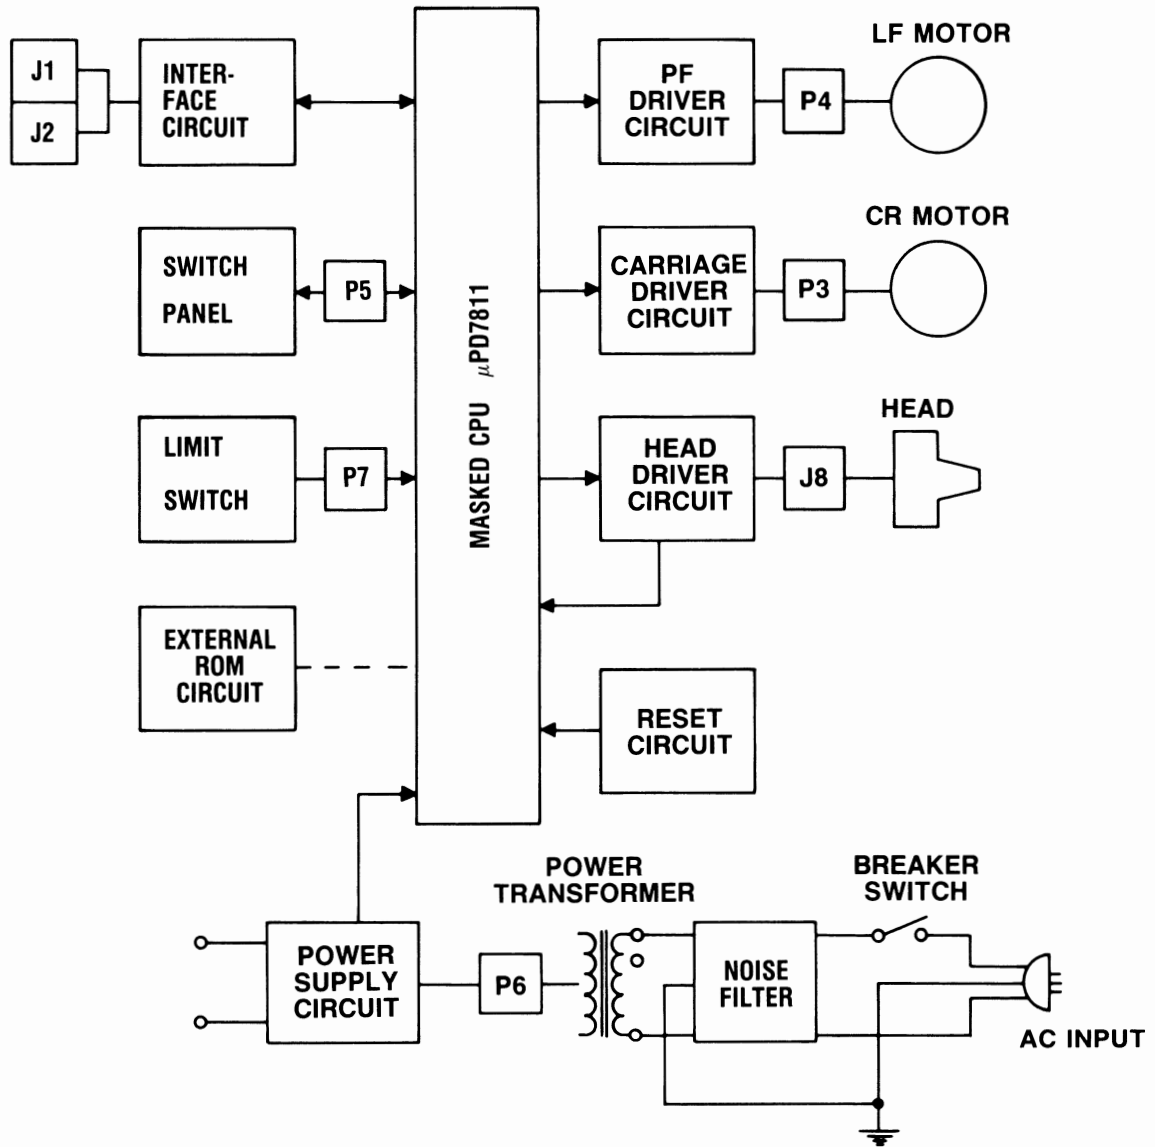 LF MOTOR
J1
J2
INTER-
FACE
CIRCUIT
PF
DRIVER
CIRCUIT
P4
CR MOTOR
SWITCH
PANEL
P5
CARRIAGE
DRIVER
CIRCUIT
P3
MASKED CPU μPD7811
HEAD
LIMIT
SWITCH
P7
HEAD
DRIVER
CIRCUIT
J8
EXTERNAL
ROM
CIRCUIT
RESET
CIRCUIT
POWER
TRANSFORMER
BREAKER
SWITCH
POWER
SUPPLY
CIRCUIT
P6
NOISE
FILTER
AC INPUT